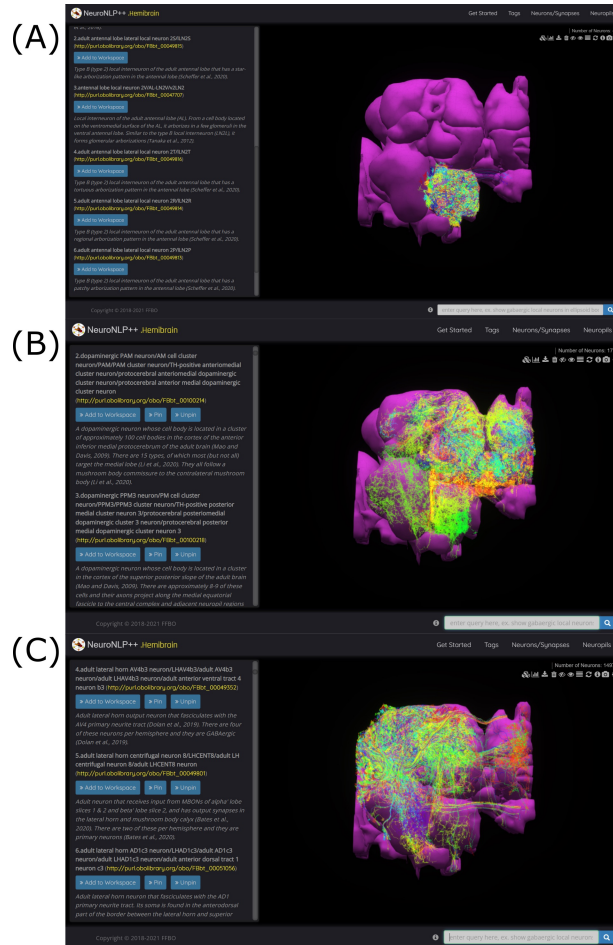 (A)
NeuroNLP++ .Hemibrain
Get Started Tags Neurons/Synapses Neuropils
Number of Neurons:
2.adult antennal lobe lateral local neuron 2S/lLN2S
(http://purl.obolibrary.org/obo/FBbt_00049815)
» Add to Workspace
Type B (type 2) local interneuron of the adult antennal lobe that has a star-
like arborization pattern in the antennal lobe (Scheffer et al., 2020).
3.antennal lobe local neuron 2V/AL-LN2V/v2LN2
(http://purl.obolibrary.org/obo/FBbt_00047707)
» Add to Workspace
Local interneuron of the adult antennal lobe (AL). From a cell body located
on the ventromedial surface of the AL, it arborizes in a few glomeruli in the
ventral antennal lobe. Similar to the type B local interneuron (LN2L), it
forms glomerular arborizations (Tanaka et al., 2012).
4.adult antennal lobe lateral local neuron 2T/lLN2T
(http://purl.obolibrary.org/obo/FBbt_00049816)
» Add to Workspace
Type B (type 2) local interneuron of the adult antennal lobe that has a
tortuous arborization pattern in the antennal lobe (Scheffer et al., 2020).
5.adult antennal lobe lateral local neuron 2R/lLN2R
(http://purl.obolibrary.org/obo/FBbt_00049814)
» Add to Workspace
Type B (type 2) local interneuron of the adult antennal lobe that has a
regional arborization pattern in the antennal lobe (Scheffer et al., 2020).
6.adult antennal lobe lateral local neuron 2P/lLN2P
(http://purl.obolibrary.org/obo/FBbt_00049813)
» Add to Workspace
Type B (type 2) local interneuron of the adult antennal lobe that has a
patchy arborization pattern in the antennal lobe (Scheffer et al., 2020).
Copyright © 2018-2021 FFBO
enter query here, ex. show gabaergic local neurons in
(B)
NeuroNLP++ .Hemibrain
Get Started Tags Neurons/Synapses Neuropils
Number of Neurons: 17
2.dopaminergic PAM neuron/AM cell cluster
neuron/PAM/PAM cluster neuron/TH-positive anteriomedial
cluster neuron/protocerebral anteriomedial dopaminergic
cluster neuron/protocerebral anterior medial dopaminergic
cluster neuron
(http://purl.obolibrary.org/obo/FBbt_00100214)
» Add to Workspace » Pin » Unpin
A dopaminergic neuron whose cell body is located in a cluster
of approximately 100 cell bodies in the cortex of the anterior
inferior medial protocerebrum of the adult brain (Mao and
Davis, 2009). There are 15 types, of which most (but not all)
target the medial lobe (Li et al., 2020). They all follow a
mushroom body commissure to the contralateral mushroom
body (Li et al., 2020).
3.dopaminergic PPM3 neuron/PM cell cluster
neuron/PPM3/PPM3 cluster neuron/TH-positive posterior
medial cluster neuron 3/protocerebral posteriomedial
dopaminergic cluster 3 neuron/protocerebral posterior
medial dopaminergic cluster neuron 3
(http://purl.obolibrary.org/obo/FBbt_00100218)
» Add to Workspace » Pin » Unpin
A dopaminergic neuron whose cell body is located in a cluster
in the cortex of the superior posterior slope of the adult brain
(Mao and Davis, 2009). There are approximately 8-9 of these
cells and their axons project along the medial equatorial
fascicle to the central complex and adjacent neuropil regions
Copyright © 2018-2021 FFBO
enter query here, ex. show gabaergic local neurons
(C)
NeuroNLP++ .Hemibrain
Get Started Tags Neurons/Synapses Neuropils
Number of Neurons: 149
4.adult lateral horn AV4b3 neuron/LHAV4b3/adult AV4b3
neuron/adult LHAV4b3 neuron/adult anterior ventral tract 4
neuron b3 (http://purl.obolibrary.org/obo/FBbt_00049352)
» Add to Workspace » Pin » Unpin
Adult lateral horn output neuron that fasciculates with the
AV4 primary neurite tract (Dolan et al., 2019). There are four
of these neurons per hemisphere and they are GABAergic
(Dolan et al., 2019).
5.adult lateral horn centrifugal neuron 8/LHCENT8/adult LH
centrifugal neuron 8/adult LHCENT8 neuron
(http://purl.obolibrary.org/obo/FBbt_00049801)
» Add to Workspace » Pin » Unpin
Adult neuron that receives input from MBONs of alpha' lobe
slices 1 & 2 and beta' lobe slice 2, and has output synapses in
the lateral horn and mushroom body calyx (Bates et al.,
2020). There are two of these per hemisphere and they are
primary neurons (Bates et al., 2020).
6.adult lateral horn AD1c3 neuron/LHAD1c3/adult AD1c3
neuron/adult LHAD1c3 neuron/adult anterior dorsal tract 1
neuron c3 (http://purl.obolibrary.org/obo/FBbt_00051056)
» Add to Workspace » Pin » Unpin
Adult lateral horn neuron that fasciculates with the AD1
primary neurite tract. Its soma is found in the anterodorsal
part of the border between the lateral horn and superior
Copyright © 2018-2021 FFBO
enter query here, ex. show gabaergic local neurons